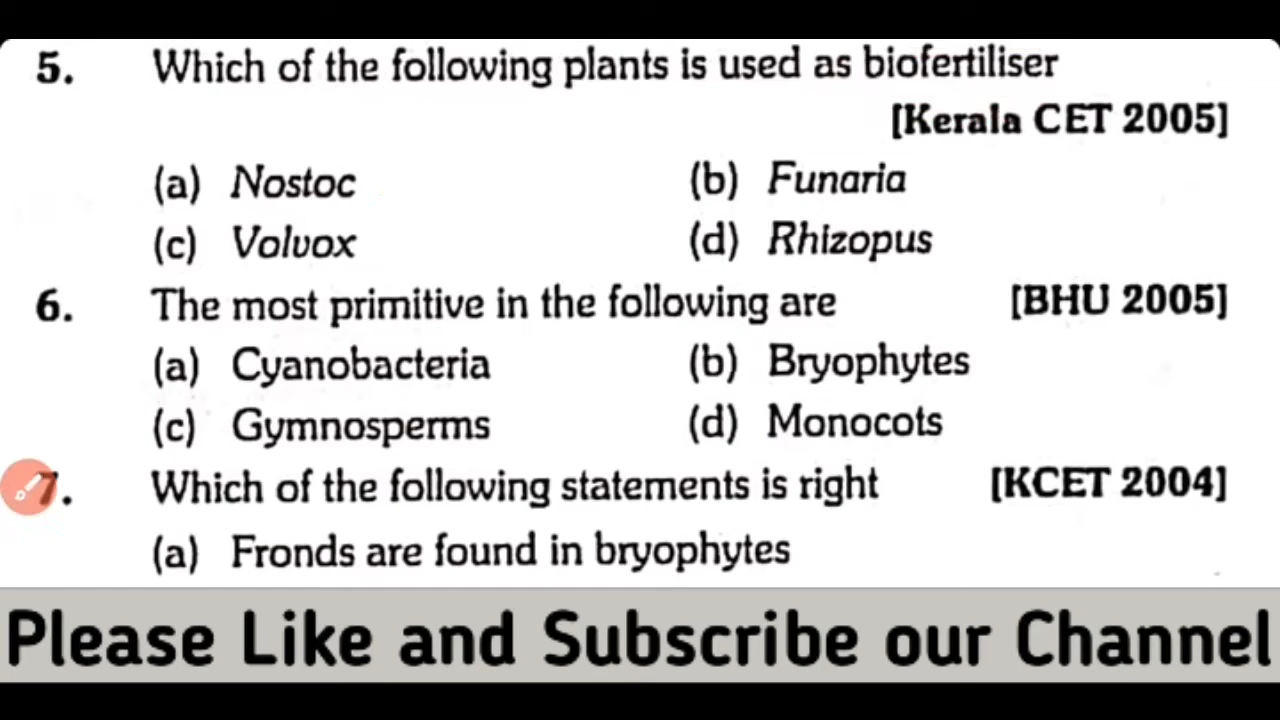 5. Which of the following plants is used as biofertiliser
[Kerala CET 2005]
(a) Nostoc (b) Funaria
(c) Volvox (d) Rhizopus
6. The most primitive in the following are [BHU 2005]
(a) Cyanobacteria (b) Bryophytes
(c) Gymnosperms (d) Monocots
7. Which of the following statements is right [KCET 2004]
(a) Fronds are found in bryophytes
Please Like and Subscribe our Channel